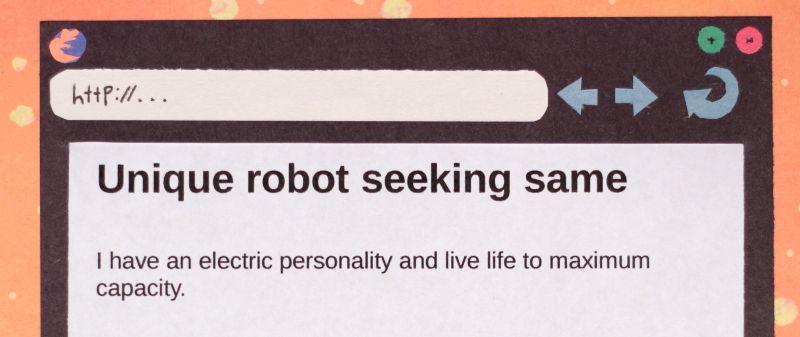 http://...
Unique robot seeking same
I have an electric personality and live life to maximum
capacity.